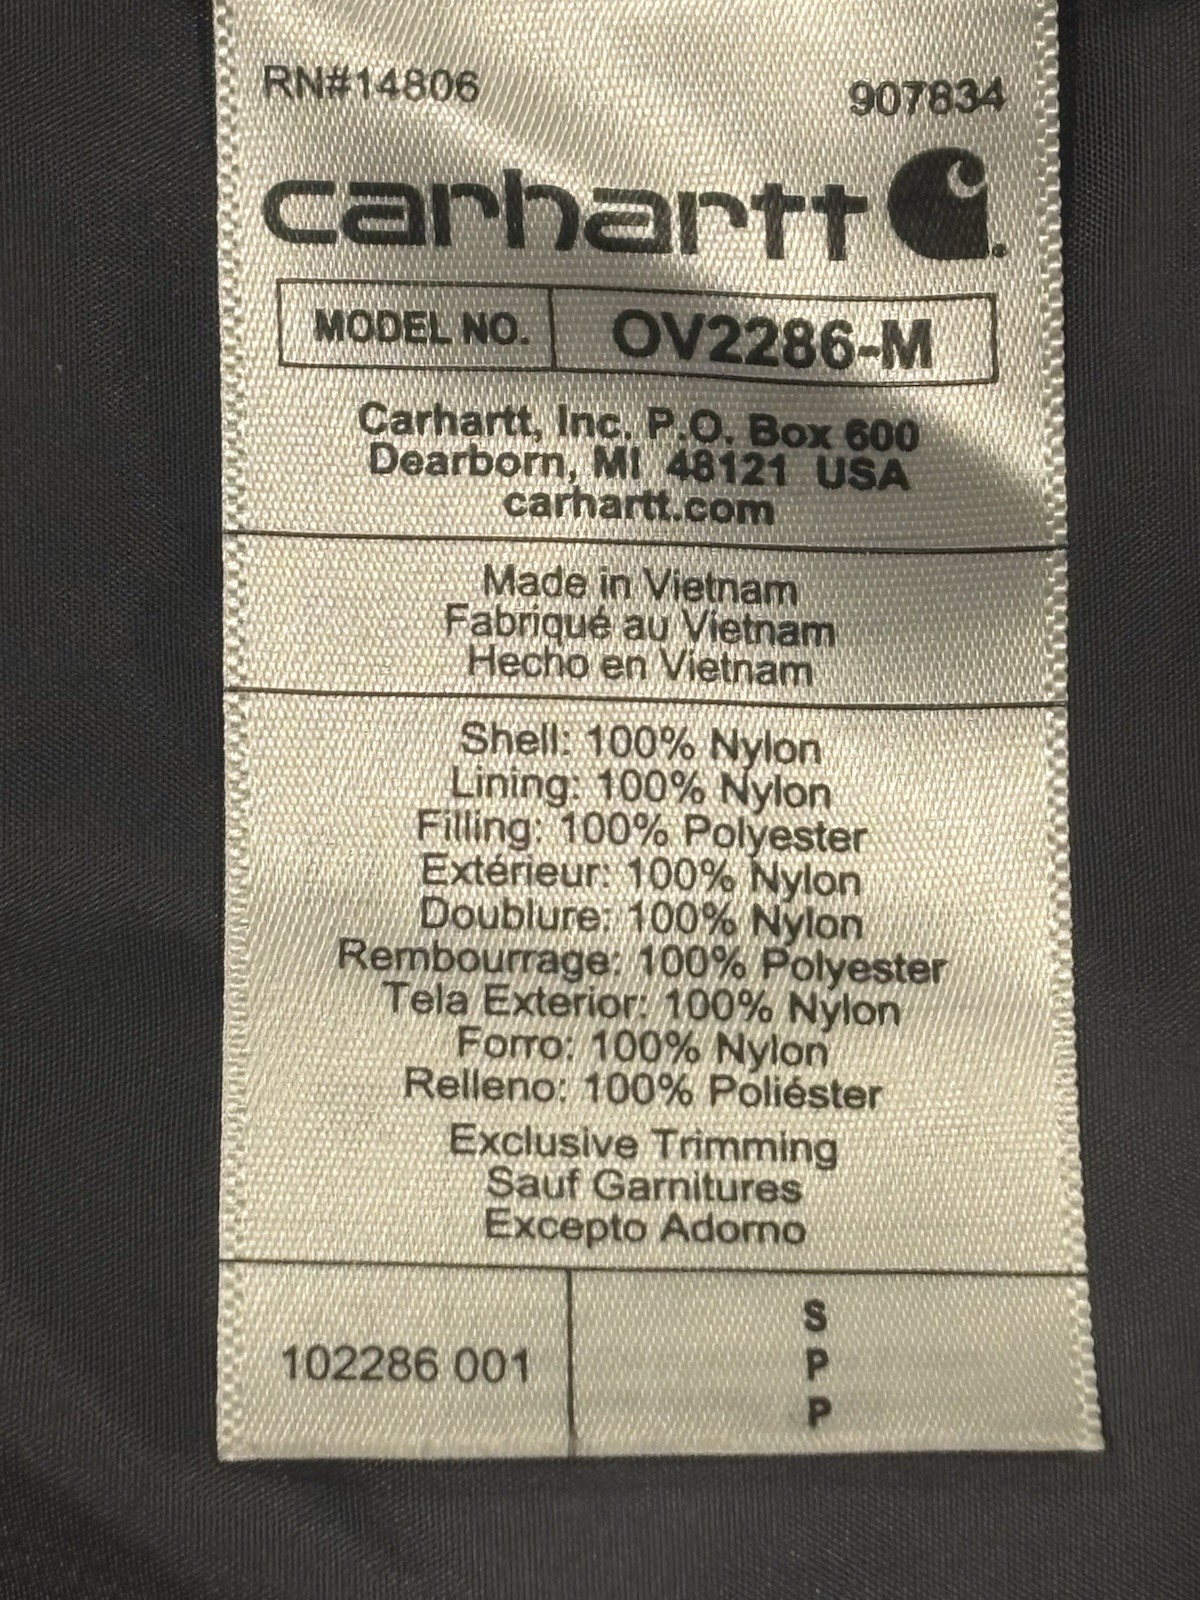 RN#14806 907834
carhartt
MODEL NO. OV2286-M
Carhartt, Inc. P.O. Box 600
Dearborn, MI 48121 USA
carhartt.com
Made in Vietnam
Fabriqué au Vietnam
Hecho en Vietnam
Shell: 100% Nylon
Lining: 100% Nylon
Filling: 100% Polyester
Extérieur: 100% Nylon
Doublure: 100% Nylon
Rembourrage: 100% Polyester
Tela Exterior: 100% Nylon
Forro: 100% Nylon
Relleno: 100% Poliéster
Exclusive Trimming
Sauf Garnitures
Excepto Adorno
S
102286 001 P
P